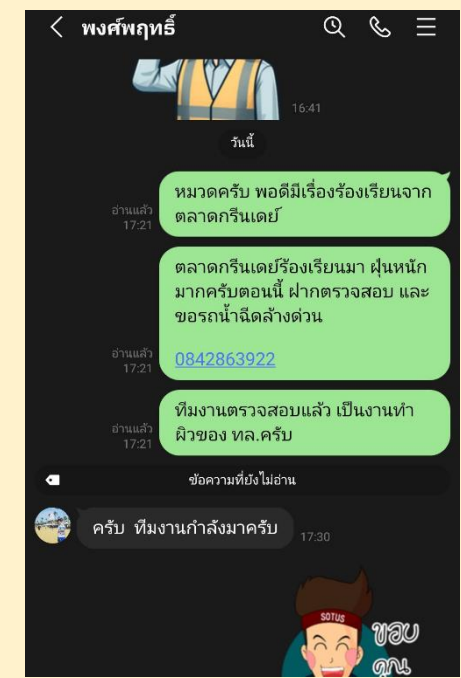 พงศ์พฤทธิ์
16:41
วันนี้
หมวดครับ พอดีมีเรื่องร้องเรียนจาก
ตลาดกรีนเดย์
อ่านแล้ว
17:21
ตลาดกรีนเดย์ร้องเรียนมา ฝุ่นหนัก
มากครับตอนนี้ ฝากตรวจสอบ และ
ขอรถน้ำฉีดล้างด่วน
0842863922
อ่านแล้ว
17:21
ทีมงานตรวจสอบแล้ว เป็นงานทำ
ผิวของ ทล.ครับ
อ่านแล้ว
17:21
ข้อความที่ยังไม่อ่าน
ครับ ทีมงานกำลังมาครับ
17:30
SOTUS
ขอบ
คุณ